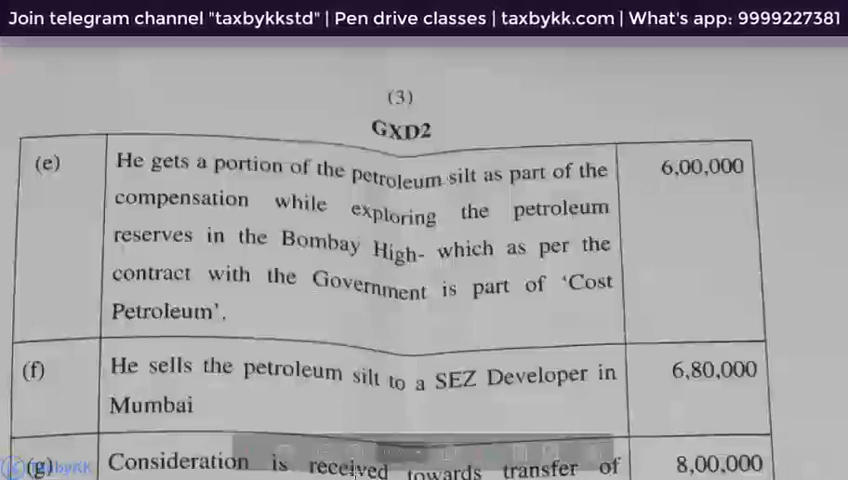 Join telegram channel "taxbykkstd" | Pen drive classes | taxbykk.com | What's app: 9999227381
(3)
GXD2
(e) He gets a portion of the petroleum silt as part of the 6,00,000
compensation while exploring the petroleum
reserves in the Bombay High- which as per the
contract with the Government is part of 'Cost
Petroleum'.
(f) He sells the petroleum silt to a SEZ Developer in 6,80,000
Mumbai
(g) Consideration is received towards transfer of 8,00,000
TaxbyKK